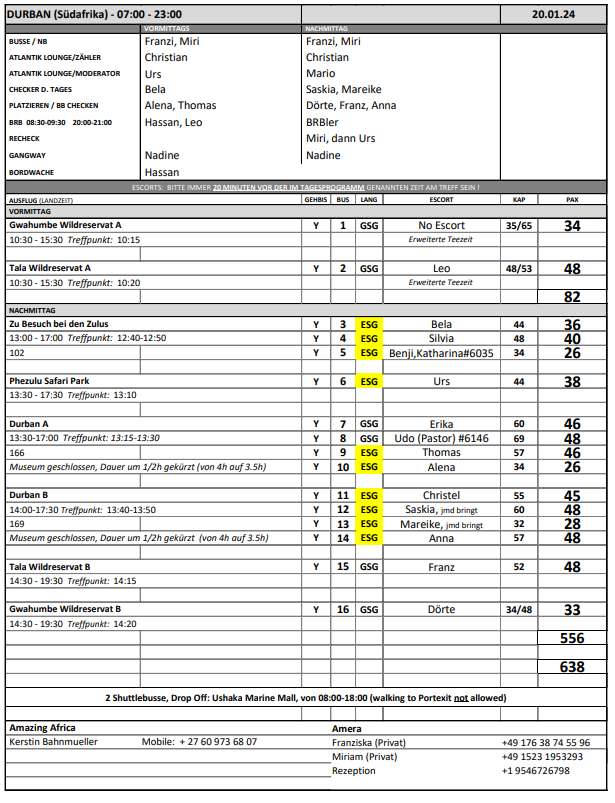 DURBAN (Südafrika) - 07:00 - 23:00 20.01.24
VORMITTAGS NACHMITTAG
BUSSE / NB Franzi, Miri Franzi, Miri
ATLANTIK LOUNGE/ZÄHLER Christian Christian
ATLANTIK LOUNGE/MODERATOR Urs Mario
CHECKER D. TAGES Bela Saskia, Mareike
PLATZIEREN / BB CHECKEN Alena, Thomas Dörte, Franz, Anna
BRB 08:30-09:30 20:00-21:00 Hassan, Leo BRBler
RECHECK Miri, dann Urs
GANGWAY Nadine Nadine
BORDWACHE Hassan
ESCORTS: BITTE IMMER 20 MINUTEN VOR DER IM TAGESPROGRAMM GENANNTEN ZEIT AM TREFF SEIN !
AUSFLUG (LANDZEIT) GEHBIS BUS LANG ESCORT KAP PAX
VORMITTAG
Gwahumbe Wildreservat A Y 1 GSG No Escort 35/65 34
10:30 - 15:30 Treffpunkt: 10:15 Erweiterte Teezeit
Tala Wildreservat A Y 2 GSG Leo 48/53 48
10:30 - 15:30 Treffpunkt: 10:20 Erweiterte Teezeit
82
NACHMITTAG
Zu Besuch bei den Zulus Y 3 ESG Bela 44 36
13:00 - 17:00 Treffpunkt: 12:40-12:50 Y 4 ESG Silvia 48 40
102 Y 5 ESG Benji,Katharina#6035 34 26
Phezulu Safari Park Y 6 ESG Urs 44 38
13:30 - 17:30 Treffpunkt: 13:10
Durban A Y 7 GSG Erika 60 46
13:30-17:00 Treffpunkt: 13:15-13:30 Y 8 GSG Udo (Pastor) #6146 69 48
166 Y 9 ESG Thomas 57 46
Museum geschlossen, Dauer um 1/2h gekürzt (von 4h auf 3.5h) Y 10 ESG Alena 34 26
Durban B Y 11 ESG Christel 55 45
14:00-17:30 Treffpunkt: 13:40-13:50 Y 12 ESG Saskia, jmd bringt 60 48
169 Y 13 ESG Mareike, jmd bringt 32 28
Museum geschlossen, Dauer um 1/2h gekürzt (von 4h auf 3.5h) Y 14 ESG Anna 57 48
Tala Wildreservat B Y 15 GSG Franz 52 48
14:30 - 19:30 Treffpunkt: 14:15
Gwahumbe Wildreservat B Y 16 GSG Dörte 34/48 33
14:30 - 19:30 Treffpunkt: 14:20
556
638
2 Shuttlebusse, Drop Off: Ushaka Marine Mall, von 08:00-18:00 (walking to Portexit not allowed)
Amazing Africa Amera
Kerstin Bahnmueller Mobile: + 27 60 973 68 07 Franziska (Privat) +49 176 38 74 55 96
Miriam (Privat) +49 1523 1953293
Rezeption +1 9546726798